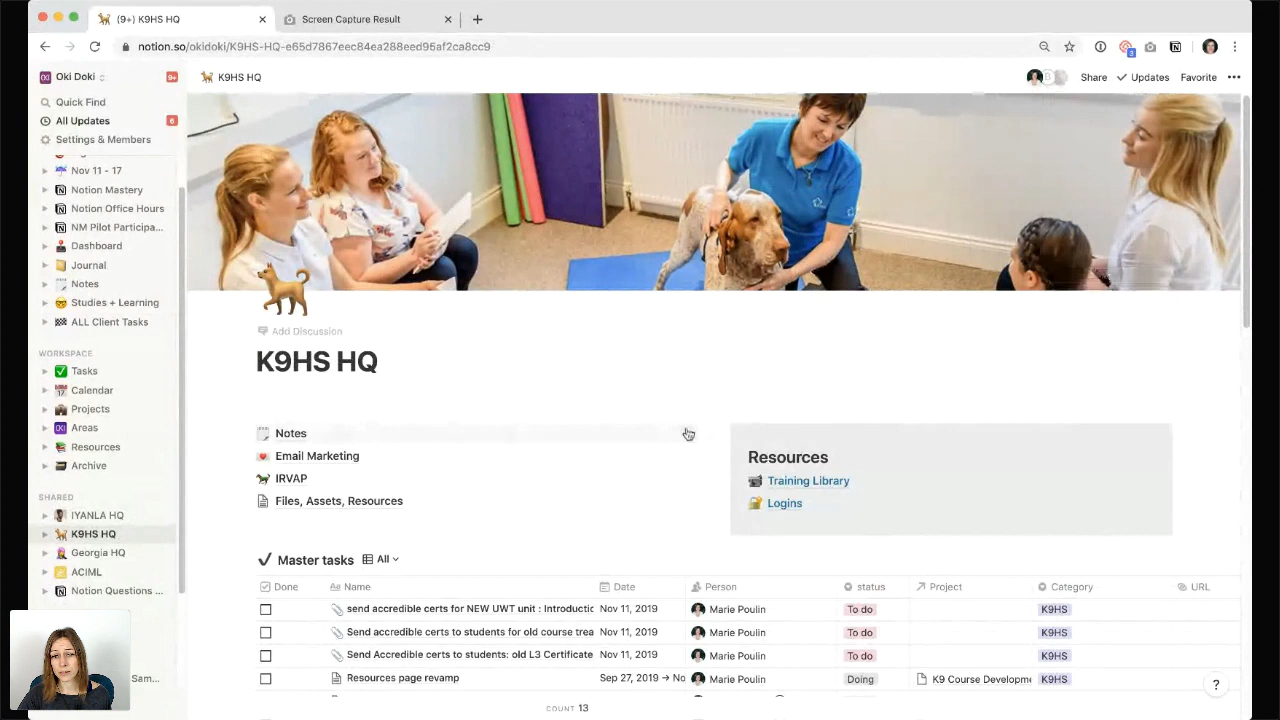 (9+) K9HS HQ
Screen Capture Result
notion.so/okidoki/K9HS-HQ-e65d7867eec84ea288eed95af2ca8cc9
3
Oki Doki
9+
K9HS HQ
Share
Updates
Favorite
Quick Find
All Updates
6
Settings & Members
Nov 11 - 17
Notion Mastery
Notion Office Hours
NM Pilot Participa...
Dashboard
Journal
Notes
Studies + Learning
ALL Client Tasks
WORKSPACE
Tasks
Calendar
Projects
Areas
Resources
Archive
SHARED
IYANLA HQ
K9HS HQ
Georgia HQ
ACIML
Notion Questions ...
Sam...
Add Discussion
K9HS HQ
Notes
Email Marketing
IRVAP
Files, Assets, Resources
Resources
Training Library
Logins
Master tasks
All
Done
Aa Name
Date
Person
status
Project
Category
URL
send accredible certs for NEW UWT unit : Introductic
Nov 11, 2019
Marie Poulin
To do
K9HS
Send accredible certs to students for old course trea
Nov 11, 2019
Marie Poulin
To do
K9HS
Send Accredible certs to students: old L3 Certificate
Nov 11, 2019
Marie Poulin
To do
K9HS
Resources page revamp
Sep 27, 2019 → No
Marie Poulin
Doing
K9 Course Developme
K9HS
COUNT 13
?